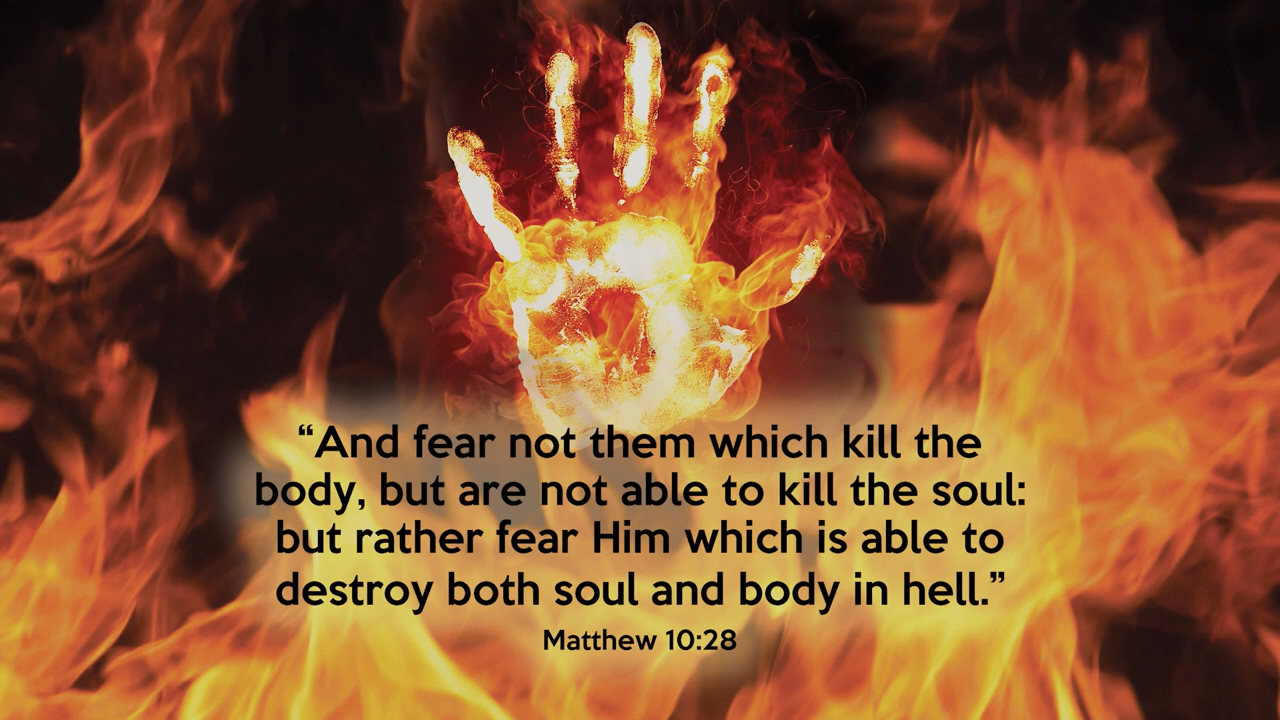 “And fear not them which kill the
body, but are not able to kill the soul:
but rather fear Him which is able to
destroy both soul and body in hell.”
Matthew 10:28